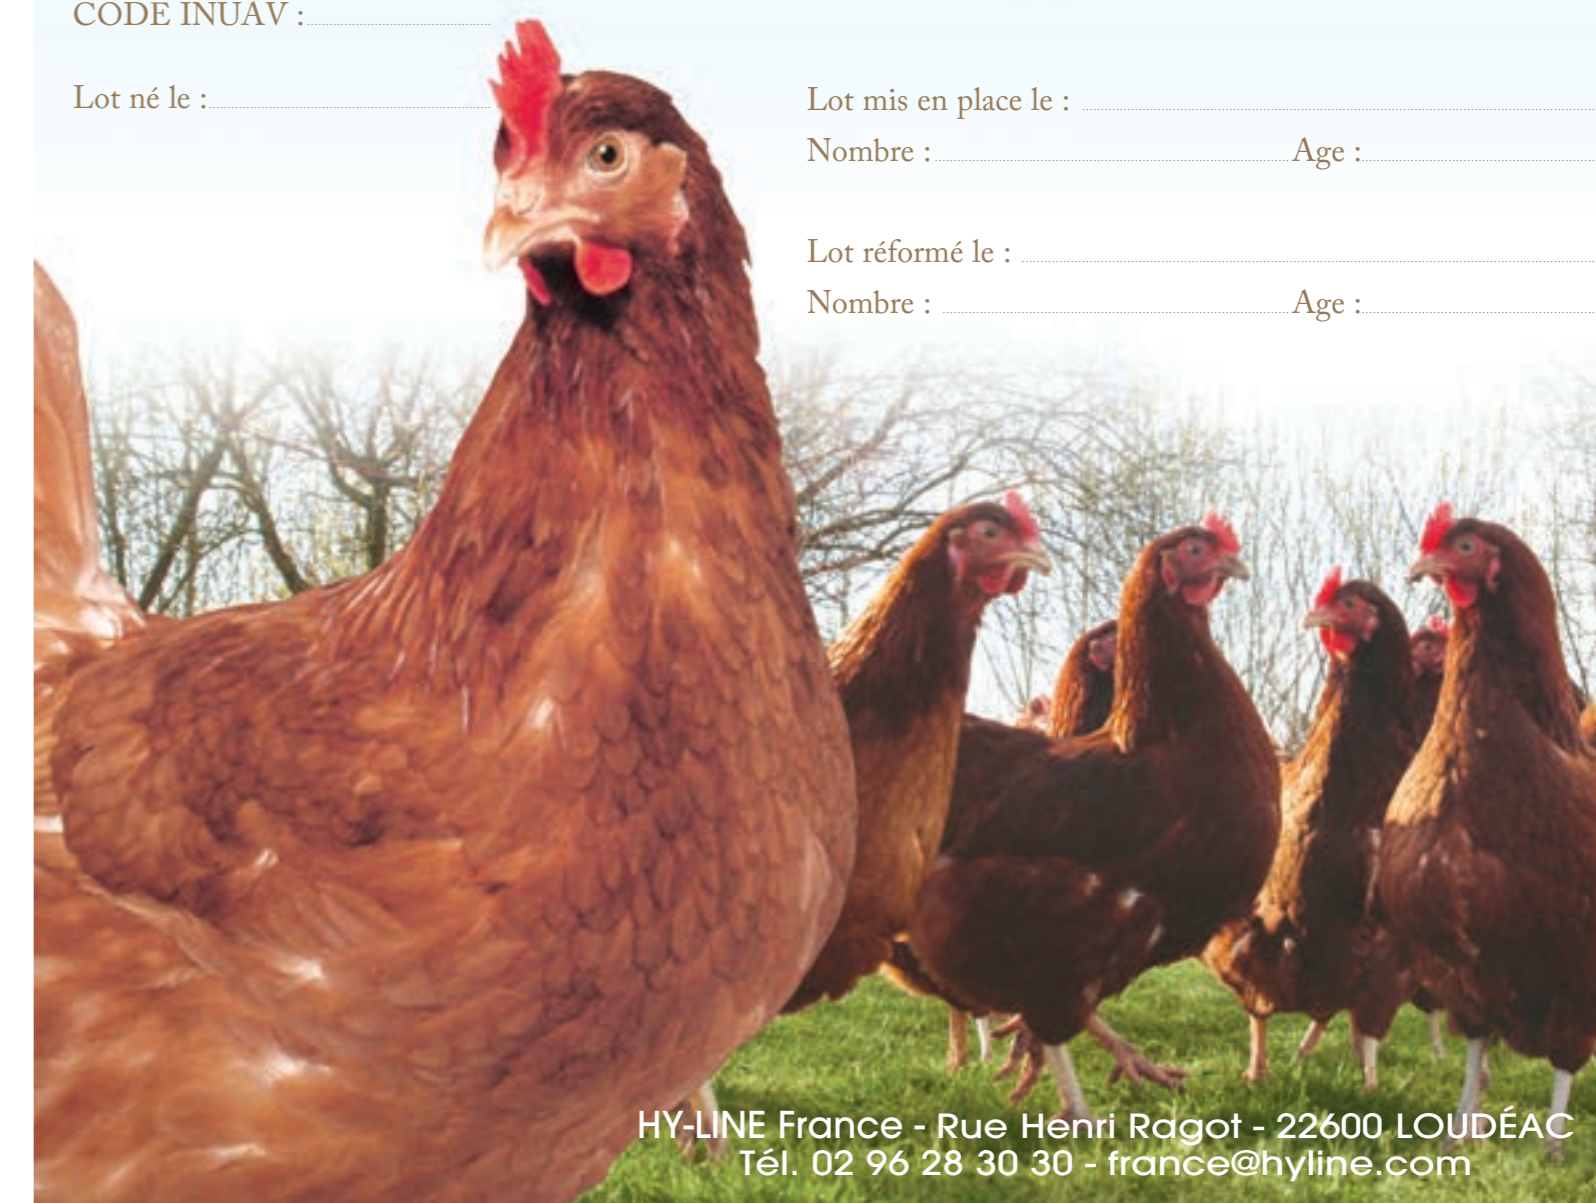 CODE INUAV :
Lot né le :
Lot mis en place le :
Nombre : Age :
Lot réformé le :
Nombre : Age :
HY-LINE France - Rue Henri Ragot - 22600 LOUDÉAC
Tél. 02 96 28 30 30 - france@hyline.com